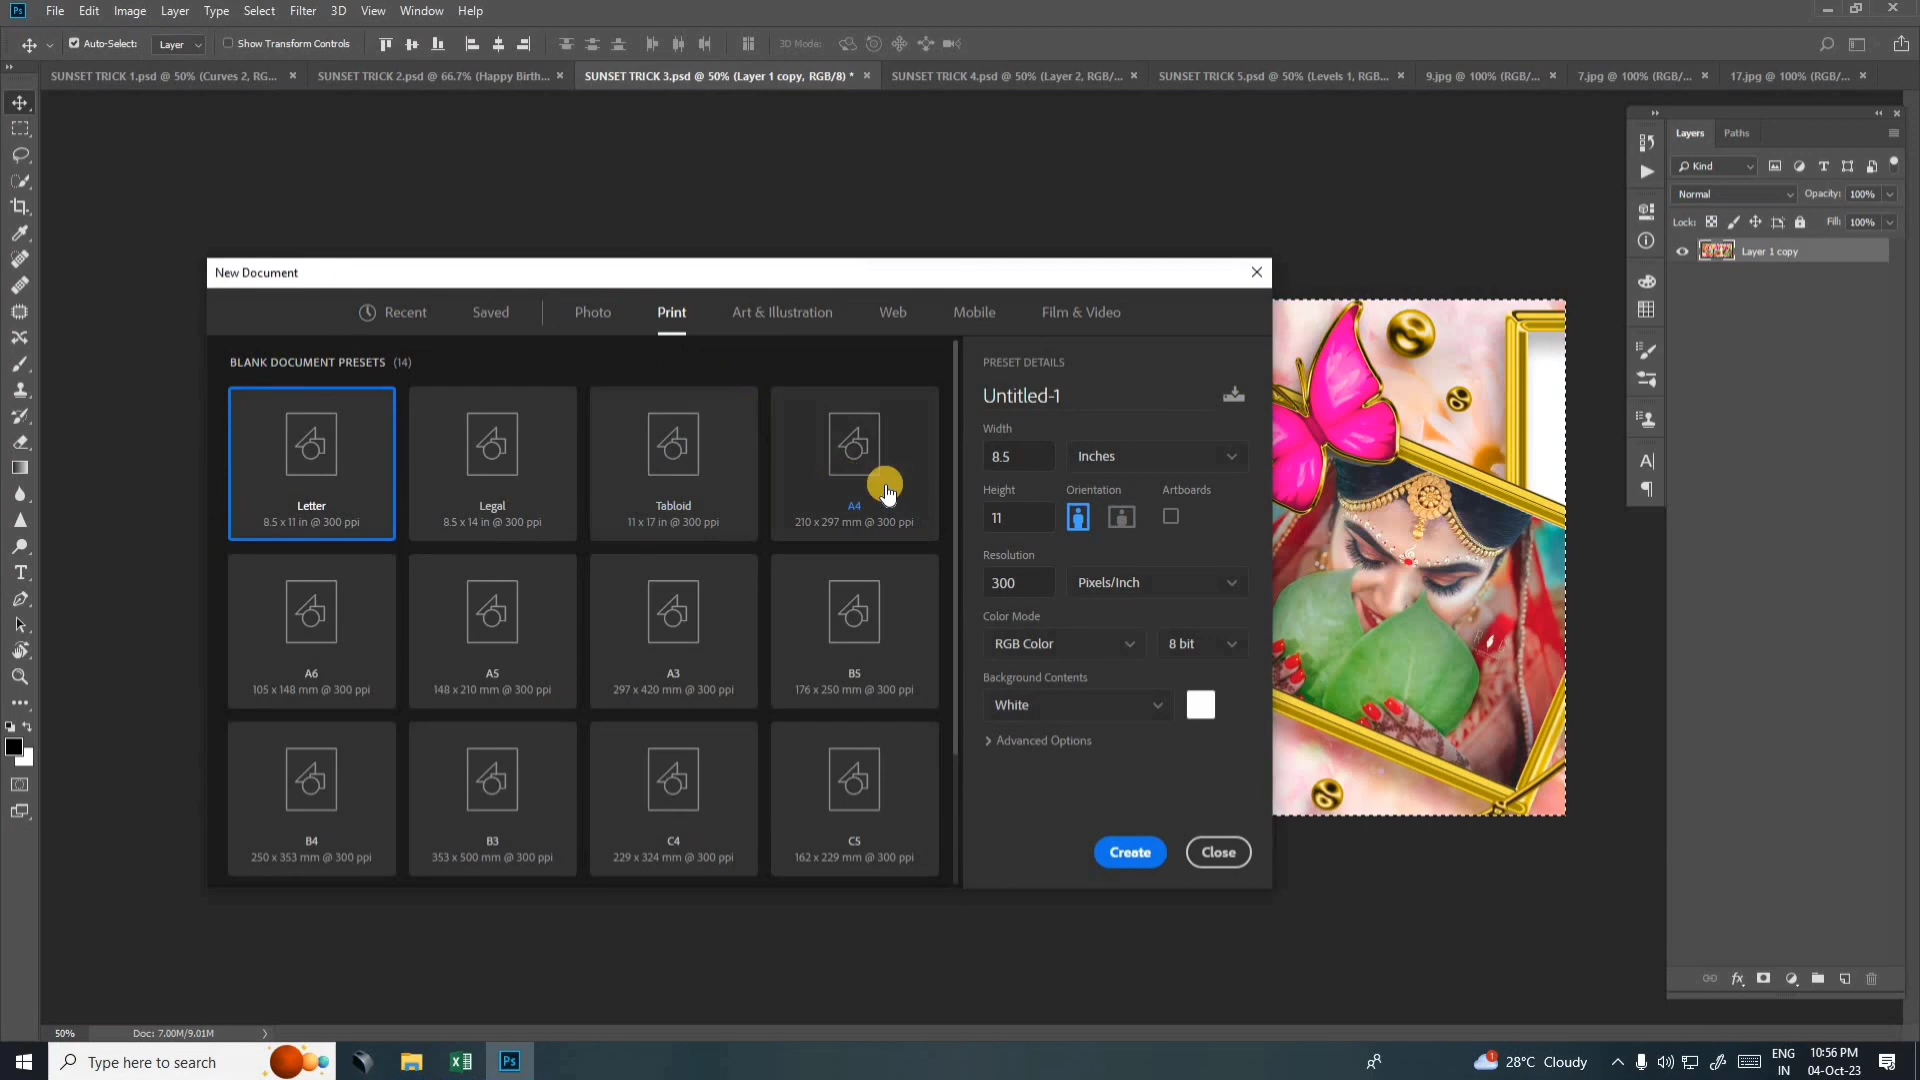 Ps File Edit Image Layer Type Select Filter 3D View Window Help
Auto-Select: Layer Show Transform Controls 3D Mode:
SUNSET TRICK 1.psd @ 50% (Curves 2, RG... SUNSET TRICK 2.psd @ 66.7% (Happy Birth... SUNSET TRICK 3.psd @ 50% (Layer 1 copy, RGB/8) * SUNSET TRICK 4.psd @ 50% (Layer 2, RGB/... SUNSET TRICK 5.psd @ 50% (Levels 1, RGB... 9.jpg @ 100% (RGB/... 7.jpg @ 100% (RGB/... 17.jpg @ 100% (RGB/...
Layers Paths
Kind
Normal Opacity: 100%
Lock: Fill: 100%
Layer 1 copy
New Document
Recent Saved Photo Print Art & Illustration Web Mobile Film & Video
BLANK DOCUMENT PRESETS (14)
Letter
8.5 x 11 in @ 300 ppi
Legal
8.5 x 14 in @ 300 ppi
Tabloid
11 x 17 in @ 300 ppi
A4
210 x 297 mm @ 300 ppi
A6
105 x 148 mm @ 300 ppi
A5
148 x 210 mm @ 300 ppi
A3
297 x 420 mm @ 300 ppi
B5
176 x 250 mm @ 300 ppi
B4
250 x 353 mm @ 300 ppi
B3
353 x 500 mm @ 300 ppi
C4
229 x 324 mm @ 300 ppi
C5
162 x 229 mm @ 300 ppi
PRESET DETAILS
Untitled-1
Width
8.5 Inches
Height Orientation Artboards
11
Resolution
300 Pixels/Inch
Color Mode
RGB Color 8 bit
Background Contents
White
Advanced Options
Create Close
50% Doc: 7.00M/9.01M
Type here to search
Ps
1
28°C Cloudy
ENG
IN
10:56 PM
04-Oct-23